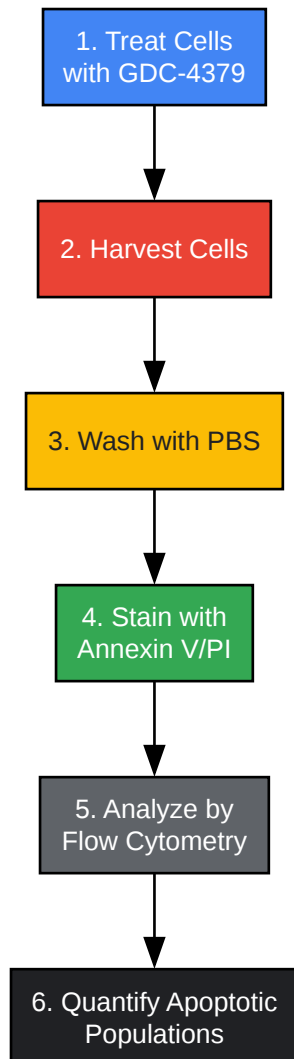 1. Treat Cells
with GDC-4379
2. Harvest Cells
3. Wash with PBS
4. Stain with
Annexin V/PI
5. Analyze by
Flow Cytometry
6. Quantify Apoptotic
Populations